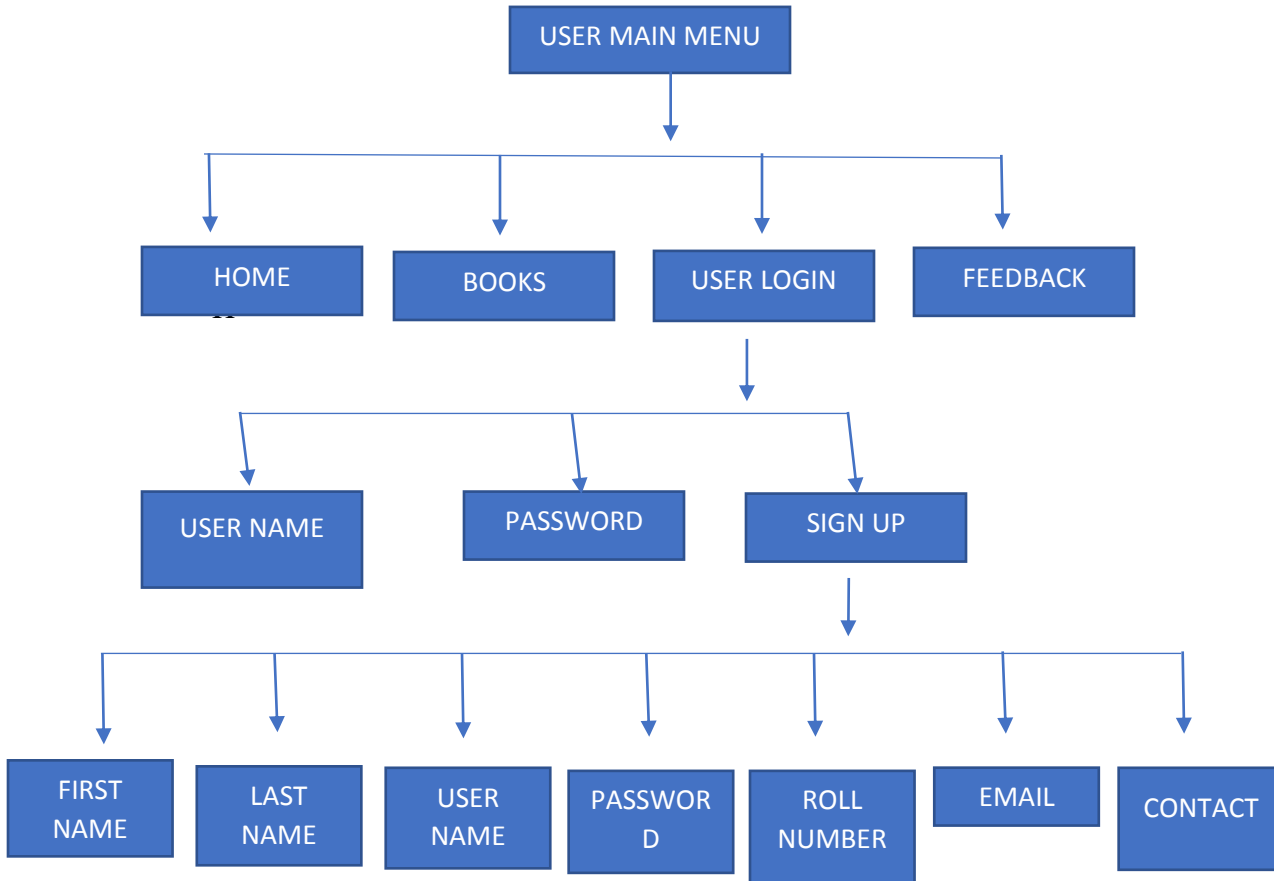 USER MAIN MENU
HOME
BOOKS
USER LOGIN
FEEDBACK
USER NAME
PASSWORD
SIGN UP
FIRST
NAME
LAST
NAME
USER
NAME
PASSWOR
D
ROLL
NUMBER
EMAIL
CONTACT